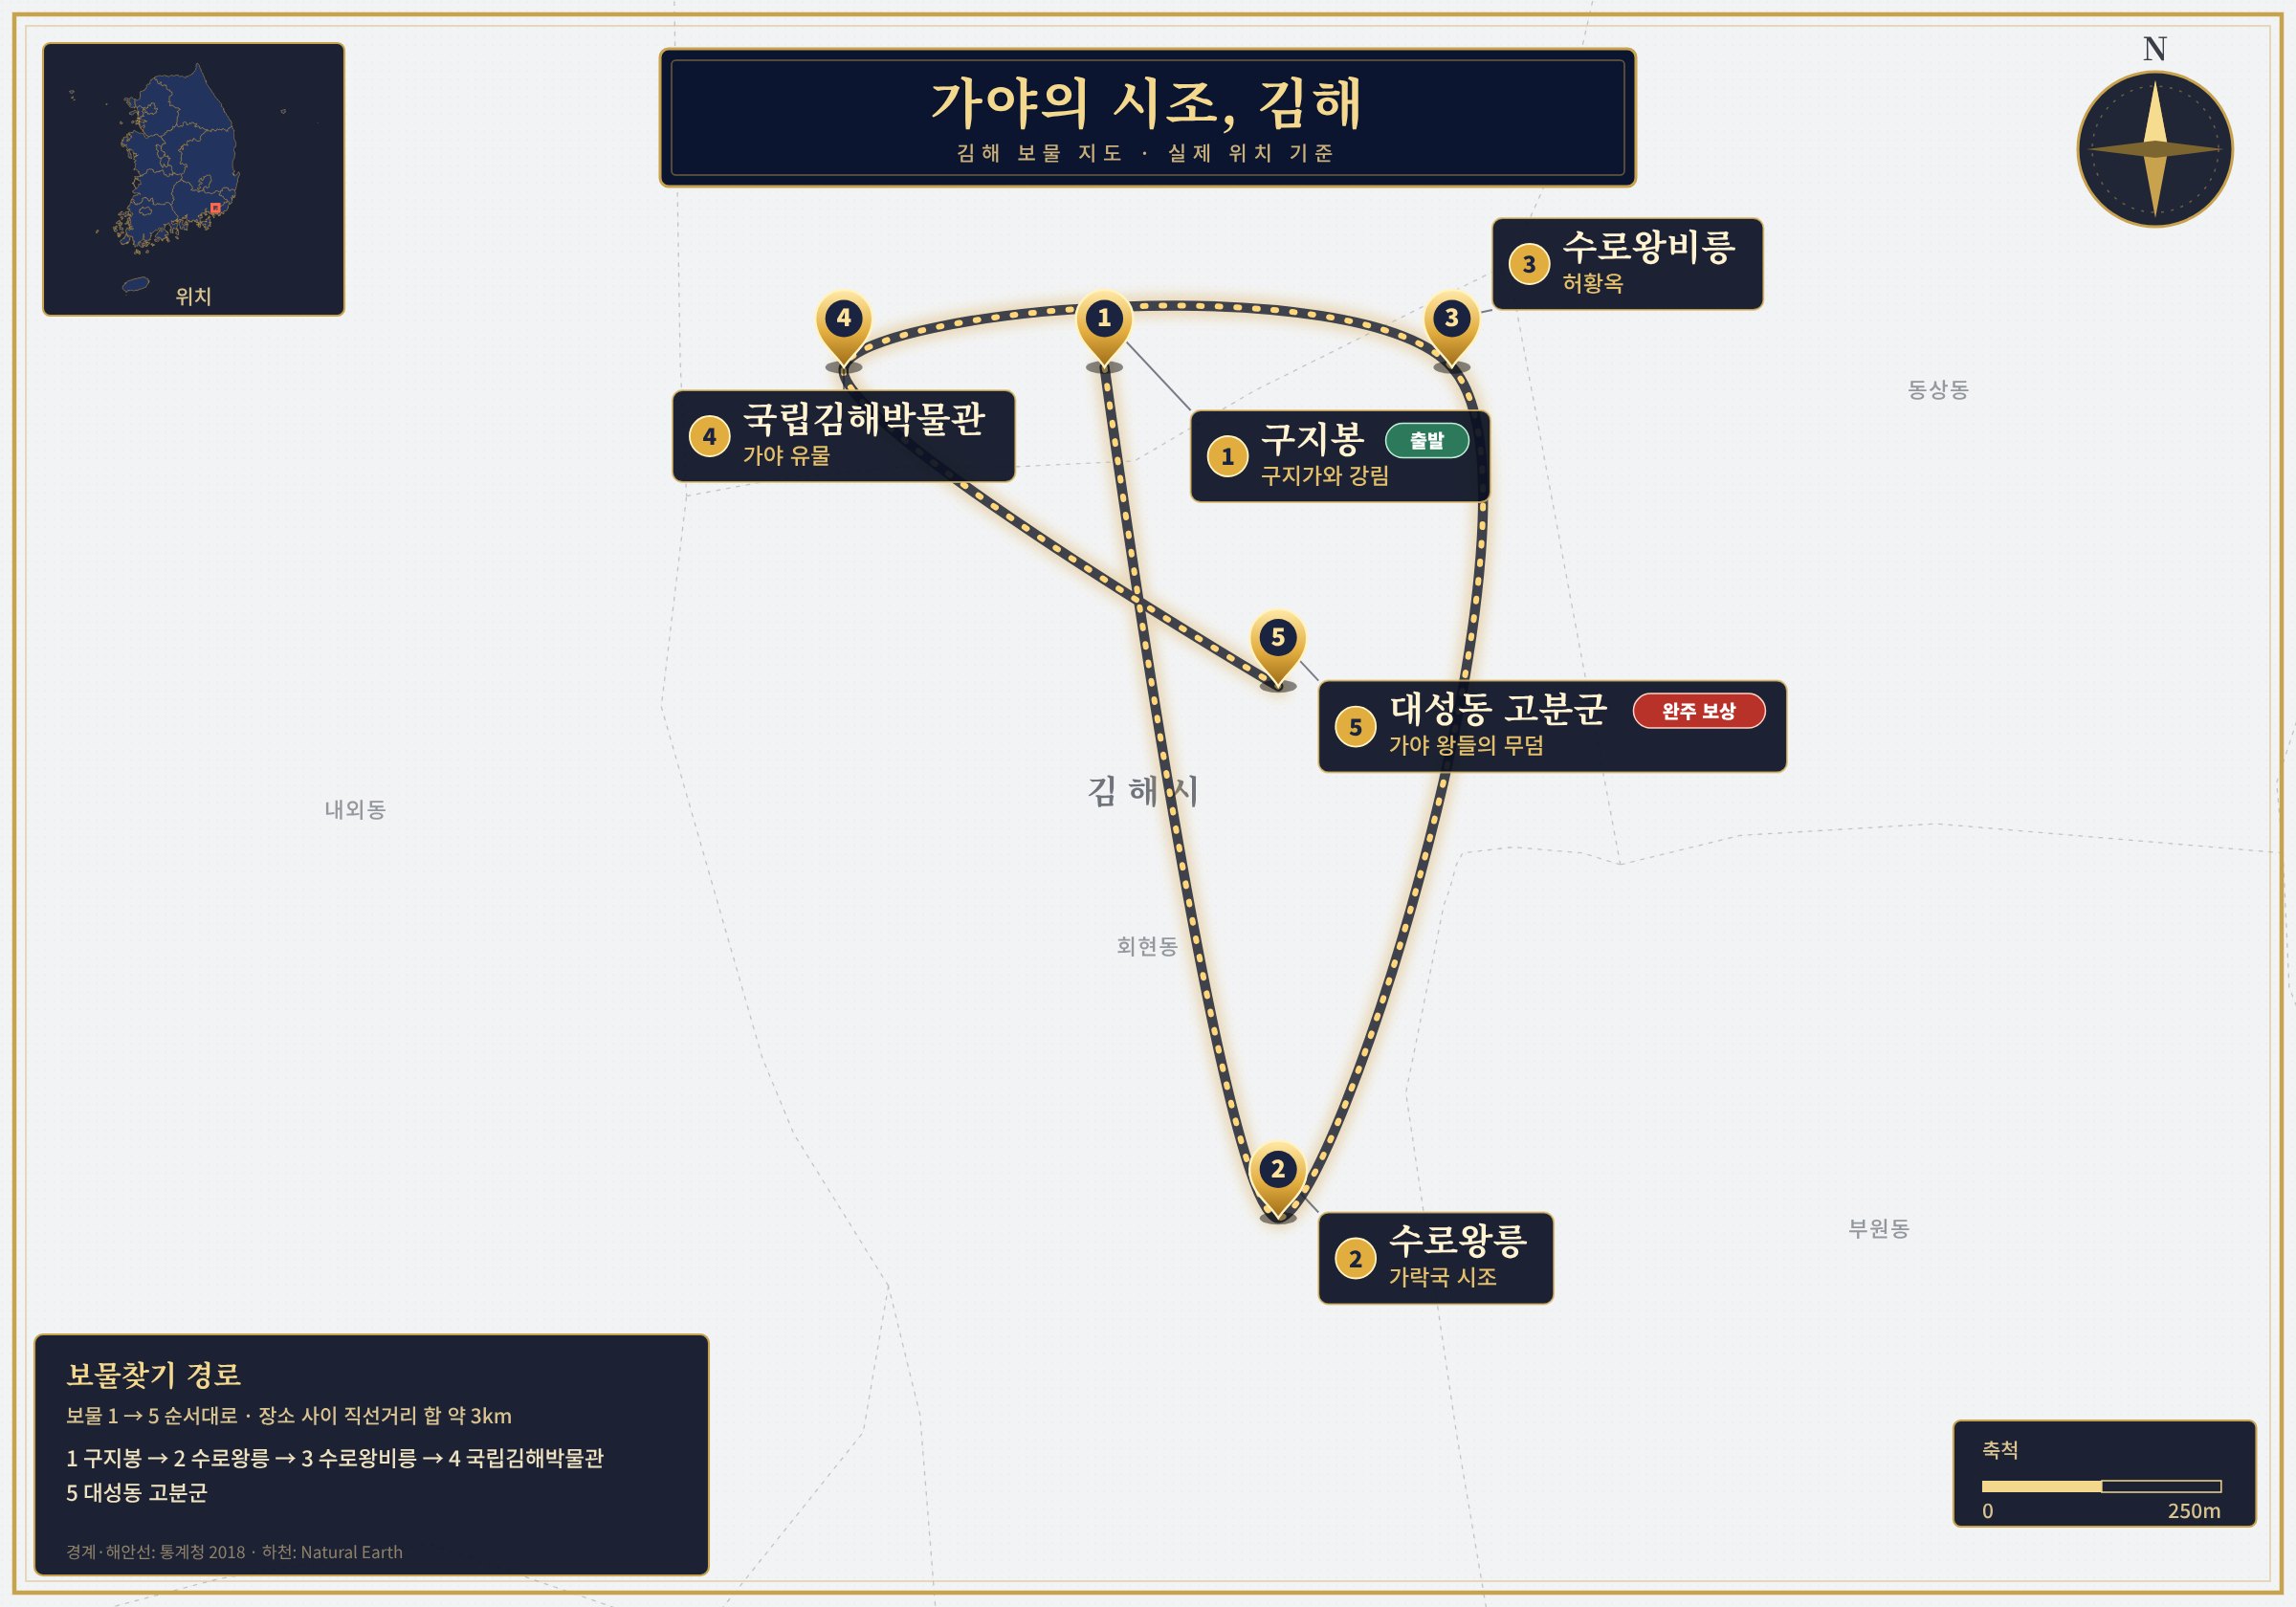 가야의 시조, 김해
김해 보물 지도 · 실제 위치 기준
위치
N
3 수로왕비릉
허황옥
4
1
3
동상동
4 국립김해박물관
가야 유물
1 구지봉 출발
구지가와 강림
5
5 대성동 고분군 완주 보상
가야 왕들의 무덤
김해시
내외동
회현동
2
2 수로왕릉
가락국 시조
부원동
보물찾기 경로
보물 1 → 5 순서대로 · 장소 사이 직선거리 합 약 3km
1 구지봉 → 2 수로왕릉 → 3 수로왕비릉 → 4 국립김해박물관
5 대성동 고분군
경계·해안선: 통계청 2018 · 하천: Natural Earth
축척
0 250m